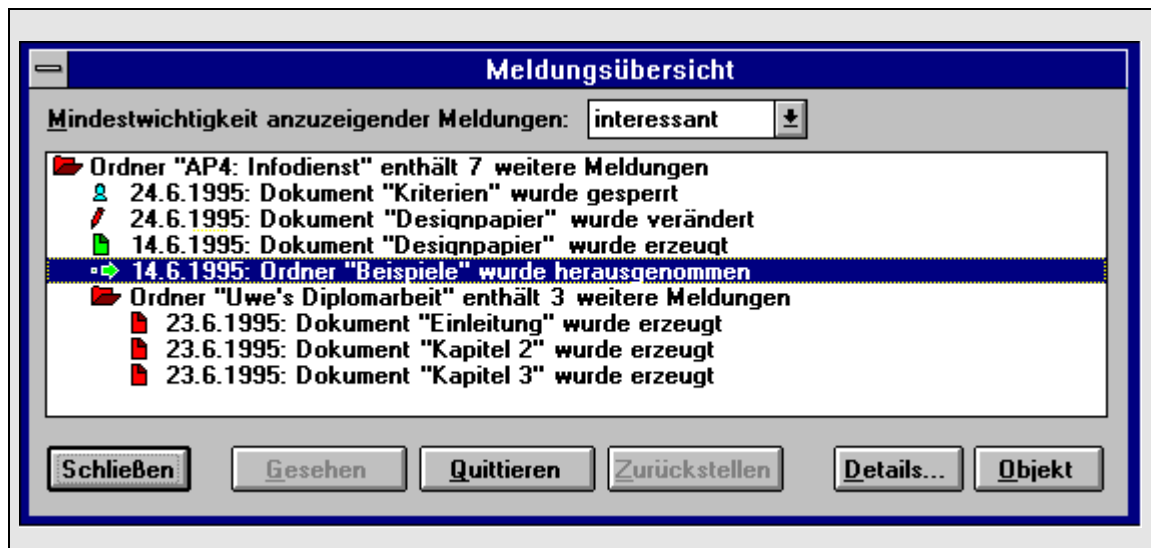 Meldungsübersicht
Mindestwichtigkeit anzuzeigender Meldungen: interessant
Ordner "AP4: Infodienst" enthält 7 weitere Meldungen
24.6.1995: Dokument "Kriterien" wurde gesperrt
24.6.1995: Dokument "Designpapier" wurde verändert
14.6.1995: Dokument "Designpapier" wurde erzeugt
14.6.1995: Ordner "Beispiele" wurde herausgenommen
Ordner "Uwe's Diplomarbeit" enthält 3 weitere Meldungen
23.6.1995: Dokument "Einleitung" wurde erzeugt
23.6.1995: Dokument "Kapitel 2" wurde erzeugt
23.6.1995: Dokument "Kapitel 3" wurde erzeugt
Schließen Gesehen Quittieren Zurückstellen Details... Objekt